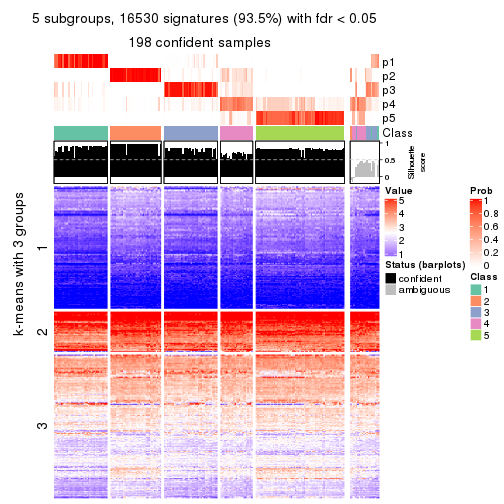 5 subgroups, 16530 signatures (93.5%) with fdr < 0.05
198 confident samples
p1
p2
p3
p4
p5
Class
1
0.5
0
Silhouette
score
k-means with 3 groups
1
2
3
Value
5
4
3
2
1
Status (barplots)
confident
ambiguous
Prob
1
0.8
0.6
0.4
0.2
0
Class
1
2
3
4
5